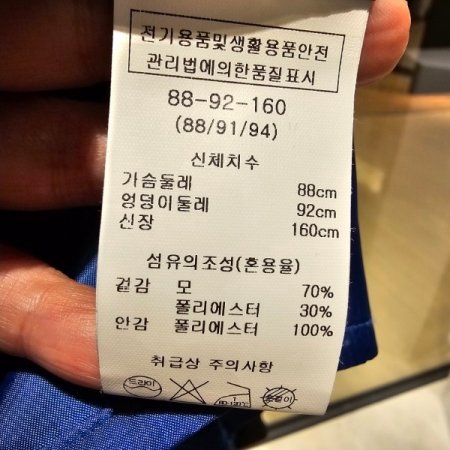 전기용품및생활용품안전
관리법에의한품질표시
88-92-160
(88/91/94)
신체치수
가슴둘레 88cm
엉덩이둘레 92cm
신장 160cm
섬유의조성(혼용율)
겉감 모 70%
폴리에스터 30%
안감 폴리에스터 100%
취급상 주의사항
드라이